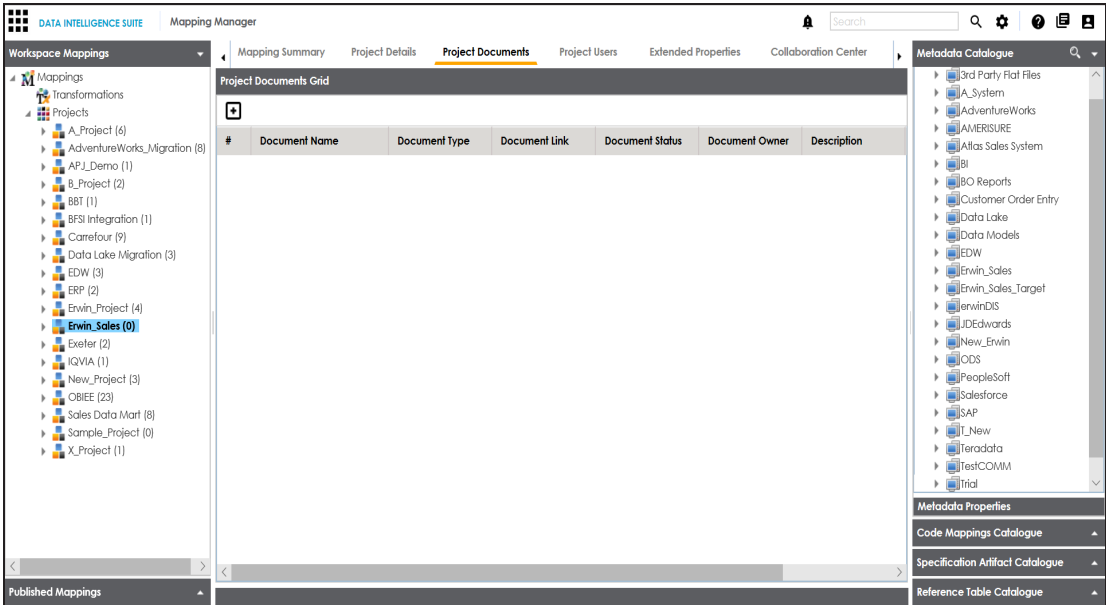 DATA INTELLIGENCE SUITE
Mapping Manager
Search
Workspace Mappings
Mappings
Transformations
Projects
A_Project (6)
AdventureWorks_Migration (8)
APJ_Demo (1)
B_Project (2)
BBT (1)
BFSI Integration (1)
Carrefour (9)
Data Lake Migration (3)
EDW (3)
ERP (2)
Erwin_Project (4)
Erwin_Sales (0)
Exeter (2)
IQVIA (1)
New_Project (3)
OBIEE (23)
Sales Data Mart (8)
Sample_Project (0)
X_Project (1)
Published Mappings
Mapping Summary Project Details Project Documents Project Users Extended Properties Collaboration Center
Project Documents Grid
# Document Name Document Type Document Link Document Status Document Owner Description
Metadata Catalogue
3rd Party Flat Files
A_System
AdventureWorks
AMERISURE
Atlas Sales System
BI
BO Reports
Customer Order Entry
Data Lake
Data Models
EDW
Erwin_Sales
Erwin_Sales_Target
erwinDIS
JDEdwards
New_Erwin
ODS
PeopleSoft
Salesforce
SAP
T_New
Teradata
TestCOMM
Trial
Metadata Properties
Code Mappings Catalogue
Specification Artifact Catalogue
Reference Table Catalogue